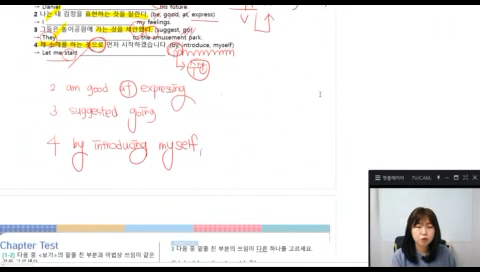 → Daniel his future.
2 나는 내 감정을 표현하는 것을 잘한다. (be, good, at, express)
→ I my feelings.
3 그들은 놀이공원에 가는 것을 제안했다. (suggest, go)
→ They to the amusement park.
4 제 소개를 하는 것으로 먼저 시작하겠습니다. (by, introduce, myself)
→ Let me start
2 am good at expressing
3 suggested going
4 by introducing myself,
Chapter Test
[1-2] 다음 중 <보기>의 밑줄 친 부분과 어법상 쓰임이 같은
3 다음 중 밑줄 친 부분의 쓰임이 다른 하나를 고르세요.